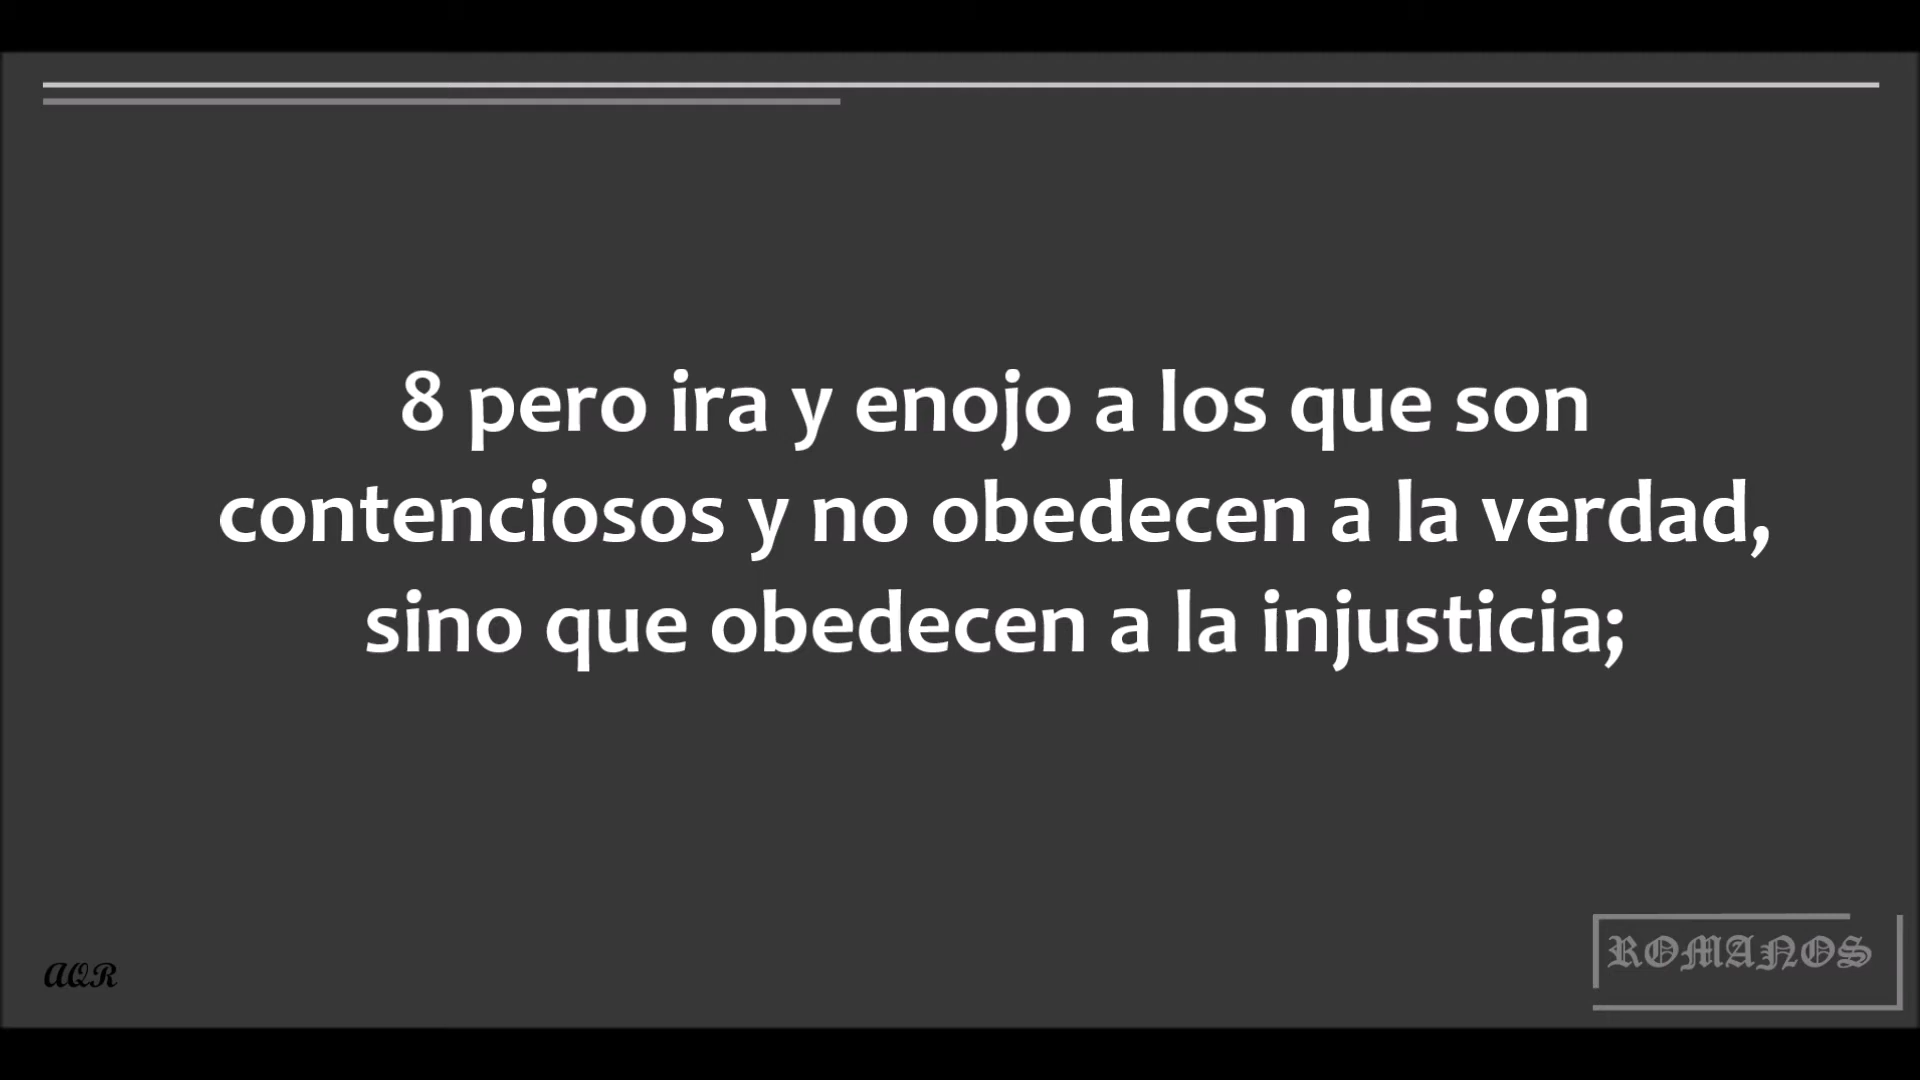 8 pero ira y enojo a los que son
contenciosos y no obedecen a la verdad,
sino que obedecen a la injusticia;
AQR
ROMANOS